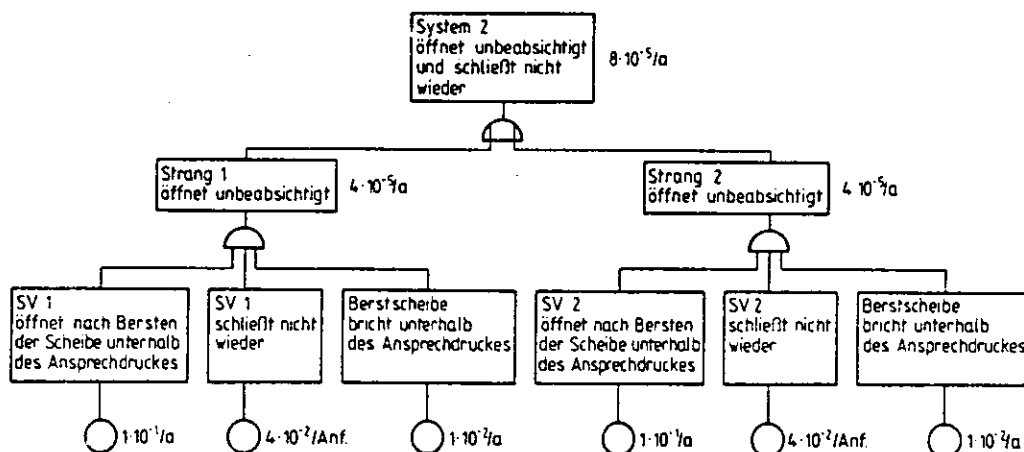 System 2
öffnet unbeabsichtigt
und schließt nicht
wieder
8·10⁻⁵/a
Strang 1
öffnet unbeabsichtigt
4·10⁻⁵/a
Strang 2
öffnet unbeabsichtigt
4·10⁻⁵/a
SV 1
öffnet nach Bersten
der Scheibe unterhalb
des Ansprechdruckes
SV 1
schließt nicht
wieder
Berstscheibe
bricht unterhalb
des Ansprechdruckes
SV 2
öffnet nach Bersten
der Scheibe unterhalb
des Ansprechdruckes
SV 2
schließt nicht
wieder
Berstscheibe
bricht unterhalb
des Ansprechdruckes
1·10⁻¹/a
4·10⁻²/Anf.
1·10⁻²/a
1·10⁻¹/a
4·10⁻²/Anf.
1·10⁻²/a